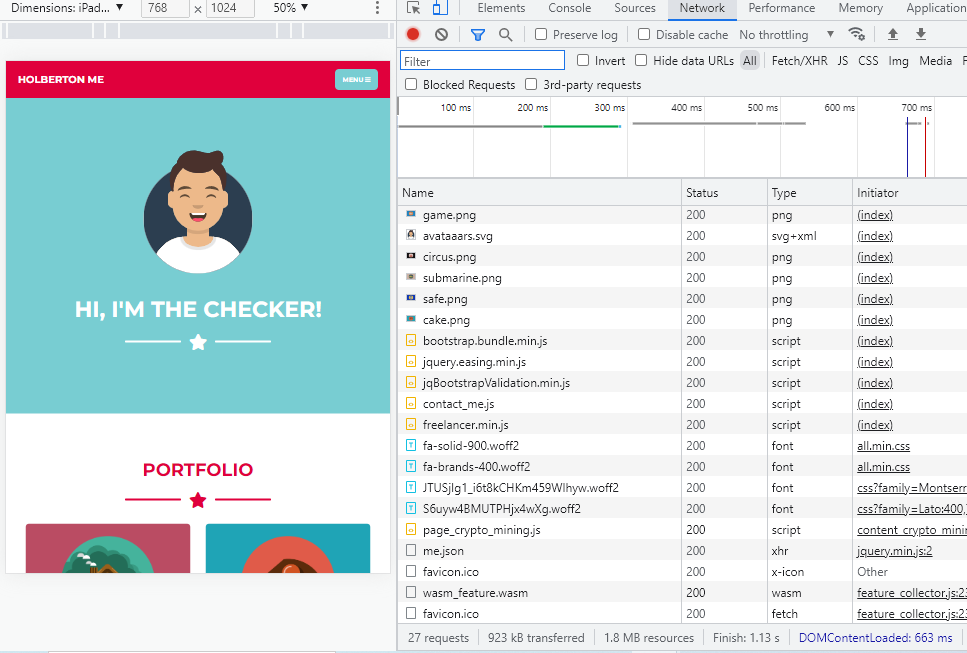 Dimensions: iPad... ▼ 768 × 1024 50% ▼
Elements Console Sources Network Performance Memory Application
Preserve log Disable cache No throttling ▼
Filter Invert Hide data URLs All Fetch/XHR JS CSS Img Media F
Blocked Requests 3rd-party requests
100 ms 200 ms 300 ms 400 ms 500 ms 600 ms 700 ms
HOLBERTON ME MENU
HI, I'M THE CHECKER!
PORTFOLIO
Name Status Type Initiator
game.png 200 png (index)
avataaars.svg 200 svg+xml (index)
circus.png 200 png (index)
submarine.png 200 png (index)
safe.png 200 png (index)
cake.png 200 png (index)
bootstrap.bundle.min.js 200 script (index)
jquery.easing.min.js 200 script (index)
jqBootstrapValidation.min.js 200 script (index)
contact_me.js 200 script (index)
freelancer.min.js 200 script (index)
fa-solid-900.woff2 200 font all.min.css
fa-brands-400.woff2 200 font all.min.css
JTUSjIg1_i6t8kCHKm459Wlhyw.woff2 200 font css?family=Montserr
S6uyw4BMUTPHjx4wXg.woff2 200 font css?family=Lato:400,
page_crypto_mining.js 200 script content_crypto_minin
me.json 200 xhr jquery.min.js:2
favicon.ico 200 x-icon Other
wasm_feature.wasm 200 wasm feature_collector.js:23
favicon.ico 200 fetch feature_collector.js:23
27 requests 923 kB transferred 1.8 MB resources Finish: 1.13 s DOMContentLoaded: 663 ms